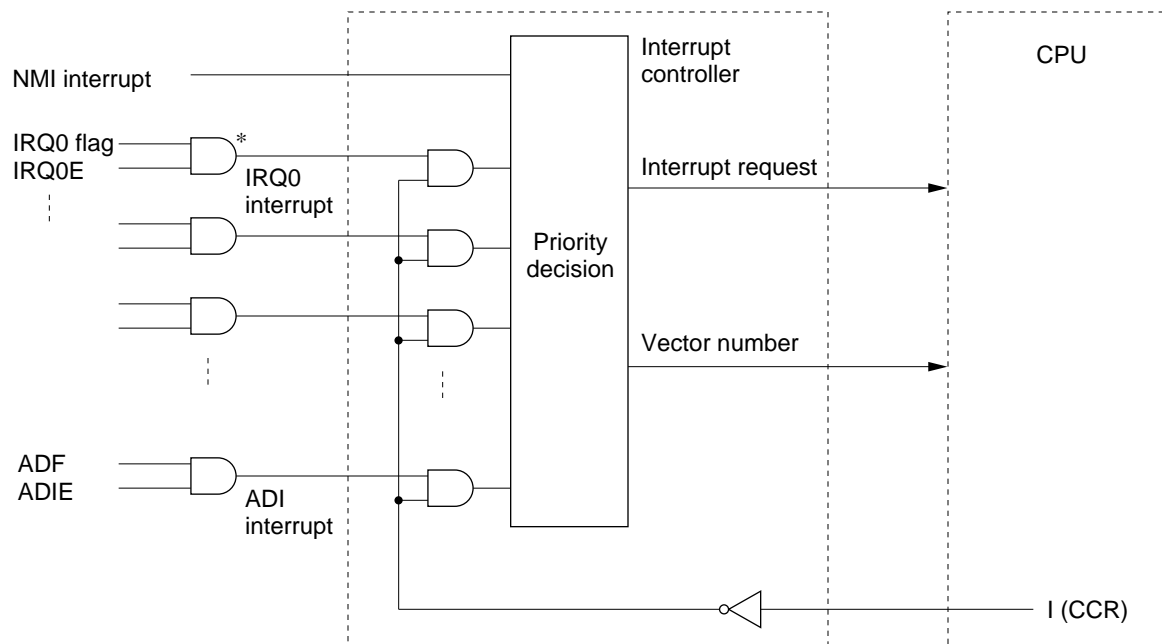 Interrupt
controller
CPU
NMI interrupt
IRQ0 flag
*
IRQ0E
IRQ0
interrupt
Interrupt request
Priority
decision
Vector number
ADF
ADIE
ADI
interrupt
I (CCR)